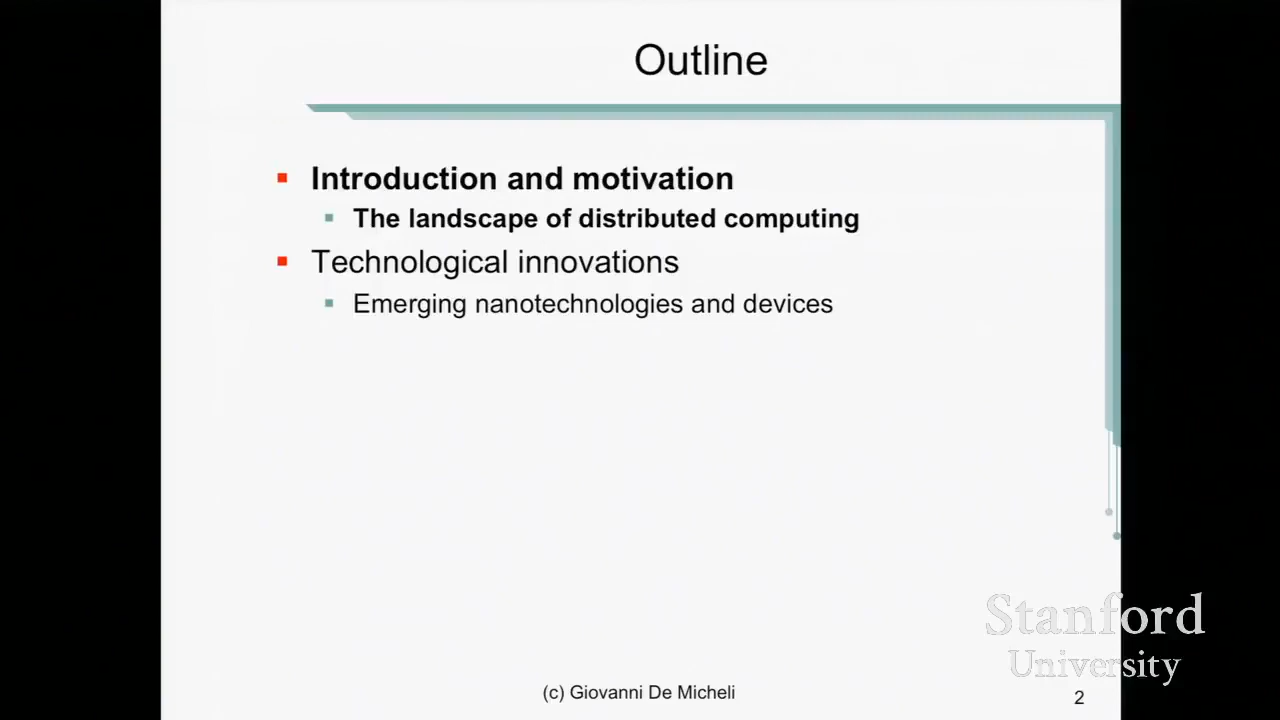 Outline
Introduction and motivation
The landscape of distributed computing
Technological innovations
Emerging nanotechnologies and devices
Stanford
University
(c) Giovanni De Micheli
2